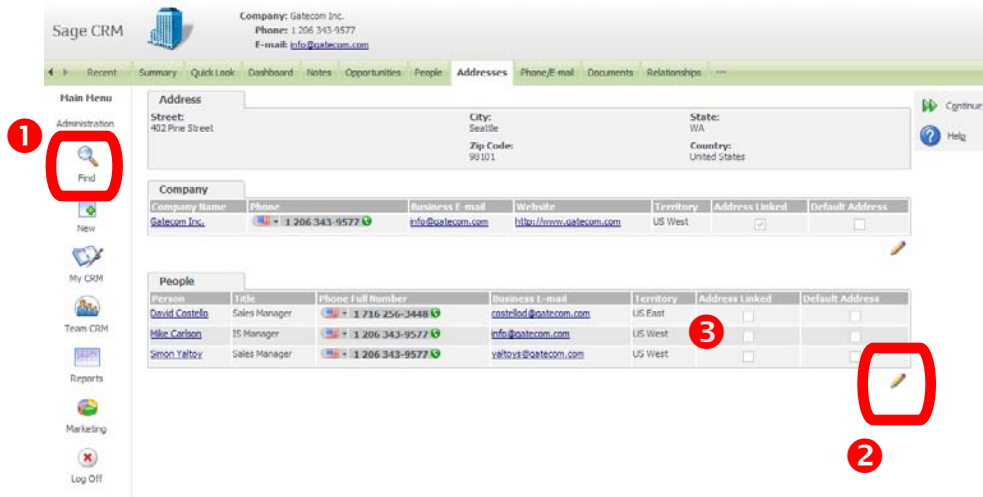 Sage CRM
Company: Gatecom Inc.
Phone: 1 206 343-9577
E-mail: info@gatecom.com
Recent Summary Quick Look Dashboard Notes Opportunities People Addresses Phone/E-mail Documents Relationships ...
Main Menu
Administration
1
Find
New
My CRM
Team CRM
Reports
Marketing
Log Off
Address
Street: City: State:
402 Pine Street Seattle WA
Zip Code: Country:
98101 United States
Continue
Help
Company
Company Name Phone Business E-mail Website Territory Address Linked Default Address
Gatecom Inc. 1 206 343-9577 info@gatecom.com http://www.gatecom.com US West
People
Person Title Phone Full Number Business E-mail Territory Address Linked Default Address
David Costello Sales Manager 1 716 256-3448 costellod@gatecom.com US East
Mike Carlson IS Manager 1 206 343-9577 info@gatecom.com US West
3
Simon Yaltoy Sales Manager 1 206 343-9577 yaltoys@gatecom.com US West
2